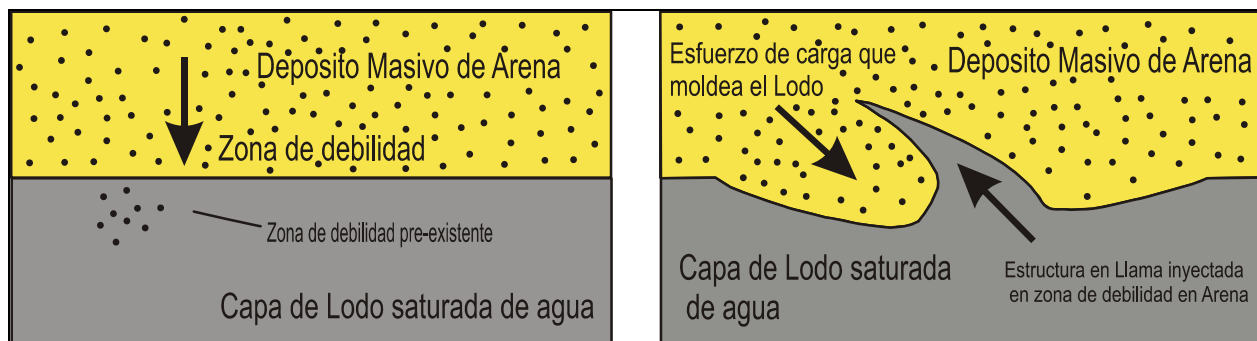 Deposito Masivo de Arena
Zona de debilidad
Zona de debilidad pre-existente
Capa de Lodo saturada de agua
Esfuerzo de carga que
moldea el Lodo
Deposito Masivo de Arena
Capa de Lodo saturada
de agua
Estructura en Llama inyectada
en zona de debilidad en Arena